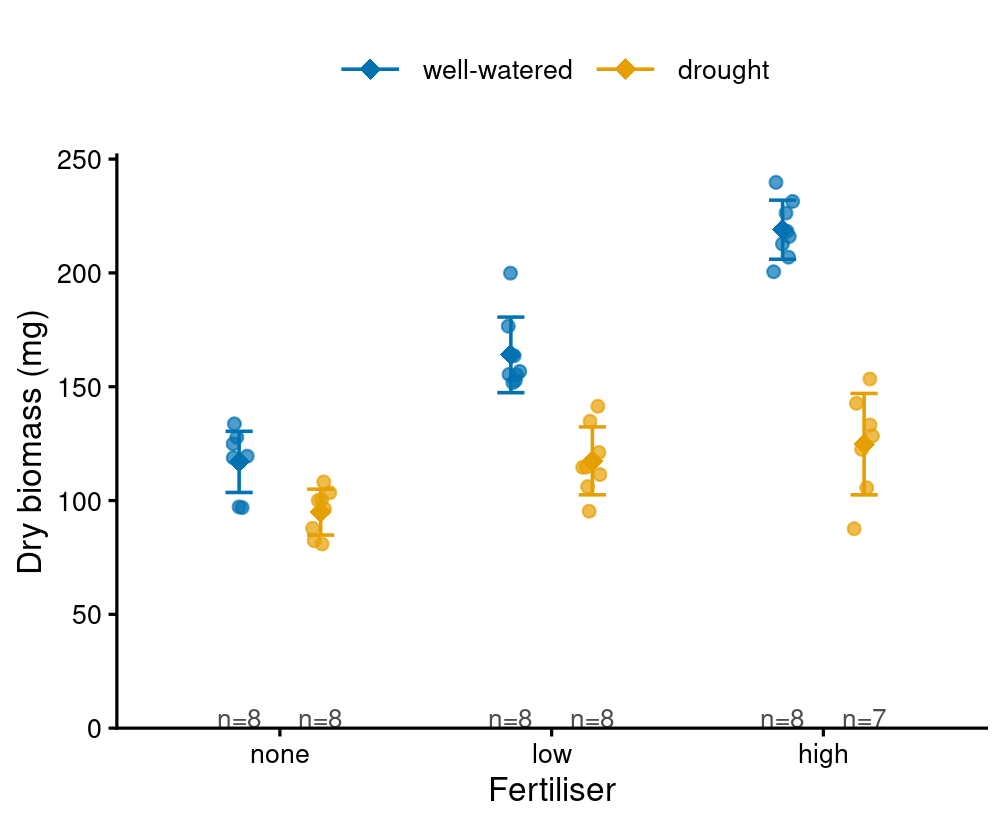 well-watered drought
Dry biomass (mg)
250
200
150
100
50
0
n=8 n=8 n=8 n=8 n=8 n=7
none low high
Fertiliser